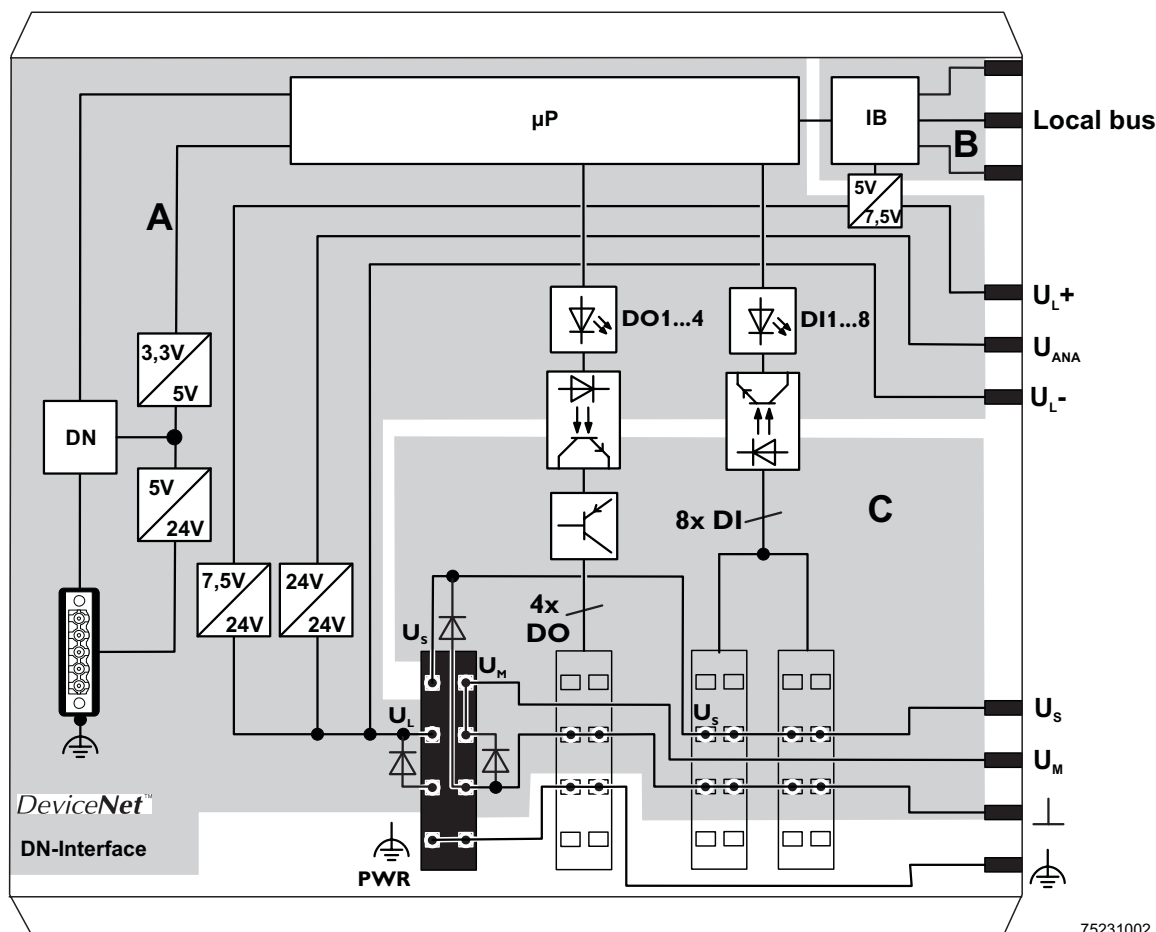 µP
IB
Local bus
B
5V
7,5V
A
U_L+
DO1...4
DI1...8
U_ANA
3,3V
5V
U_L-
DN
5V
24V
8x DI
C
7,5V
24V
24V
24V
4x
DO
U_S
U_M
U_L
U_S
U_S
U_M
DeviceNet™
DN-Interface
PWR
75231002